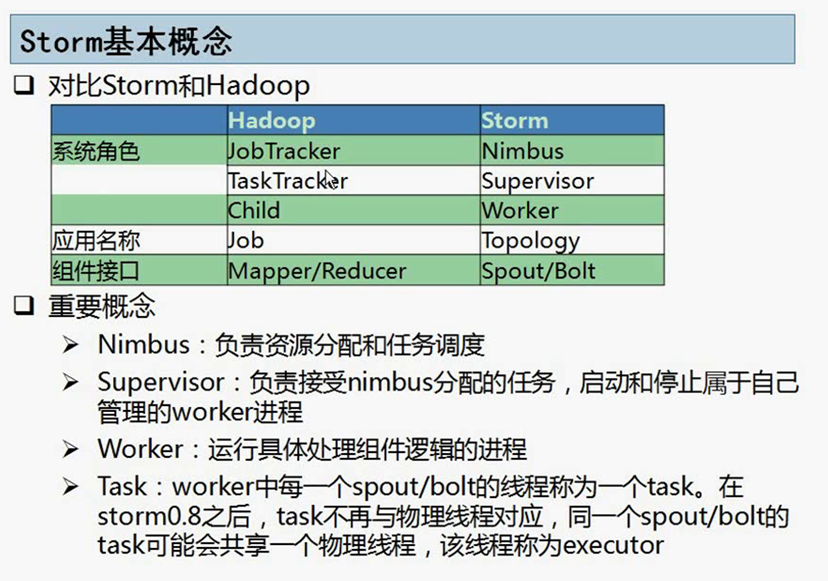 Storm基本概念
对比Storm和Hadoop
Hadoop Storm
系统角色 JobTracker Nimbus
TaskTracker Supervisor
Child Worker
应用名称 Job Topology
组件接口 Mapper/Reducer Spout/Bolt
重要概念
Nimbus：负责资源分配和任务调度
Supervisor：负责接受nimbus分配的任务，启动和停止属于自己
管理的worker进程
Worker：运行具体处理组件逻辑的进程
Task：worker中每一个spout/bolt的线程称为一个task。在
storm0.8之后，task不再与物理线程对应，同一个spout/bolt的
task可能会共享一个物理线程，该线程称为executor